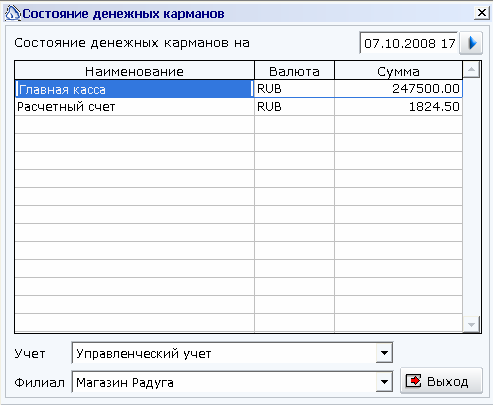 Состояние денежных карманов
Состояние денежных карманов на 07.10.2008 17
Наименование Валюта Сумма
Главная касса RUB 247500.00
Расчетный счет RUB 1824.50
Учет Управленческий учет
Филиал Магазин Радуга Выход